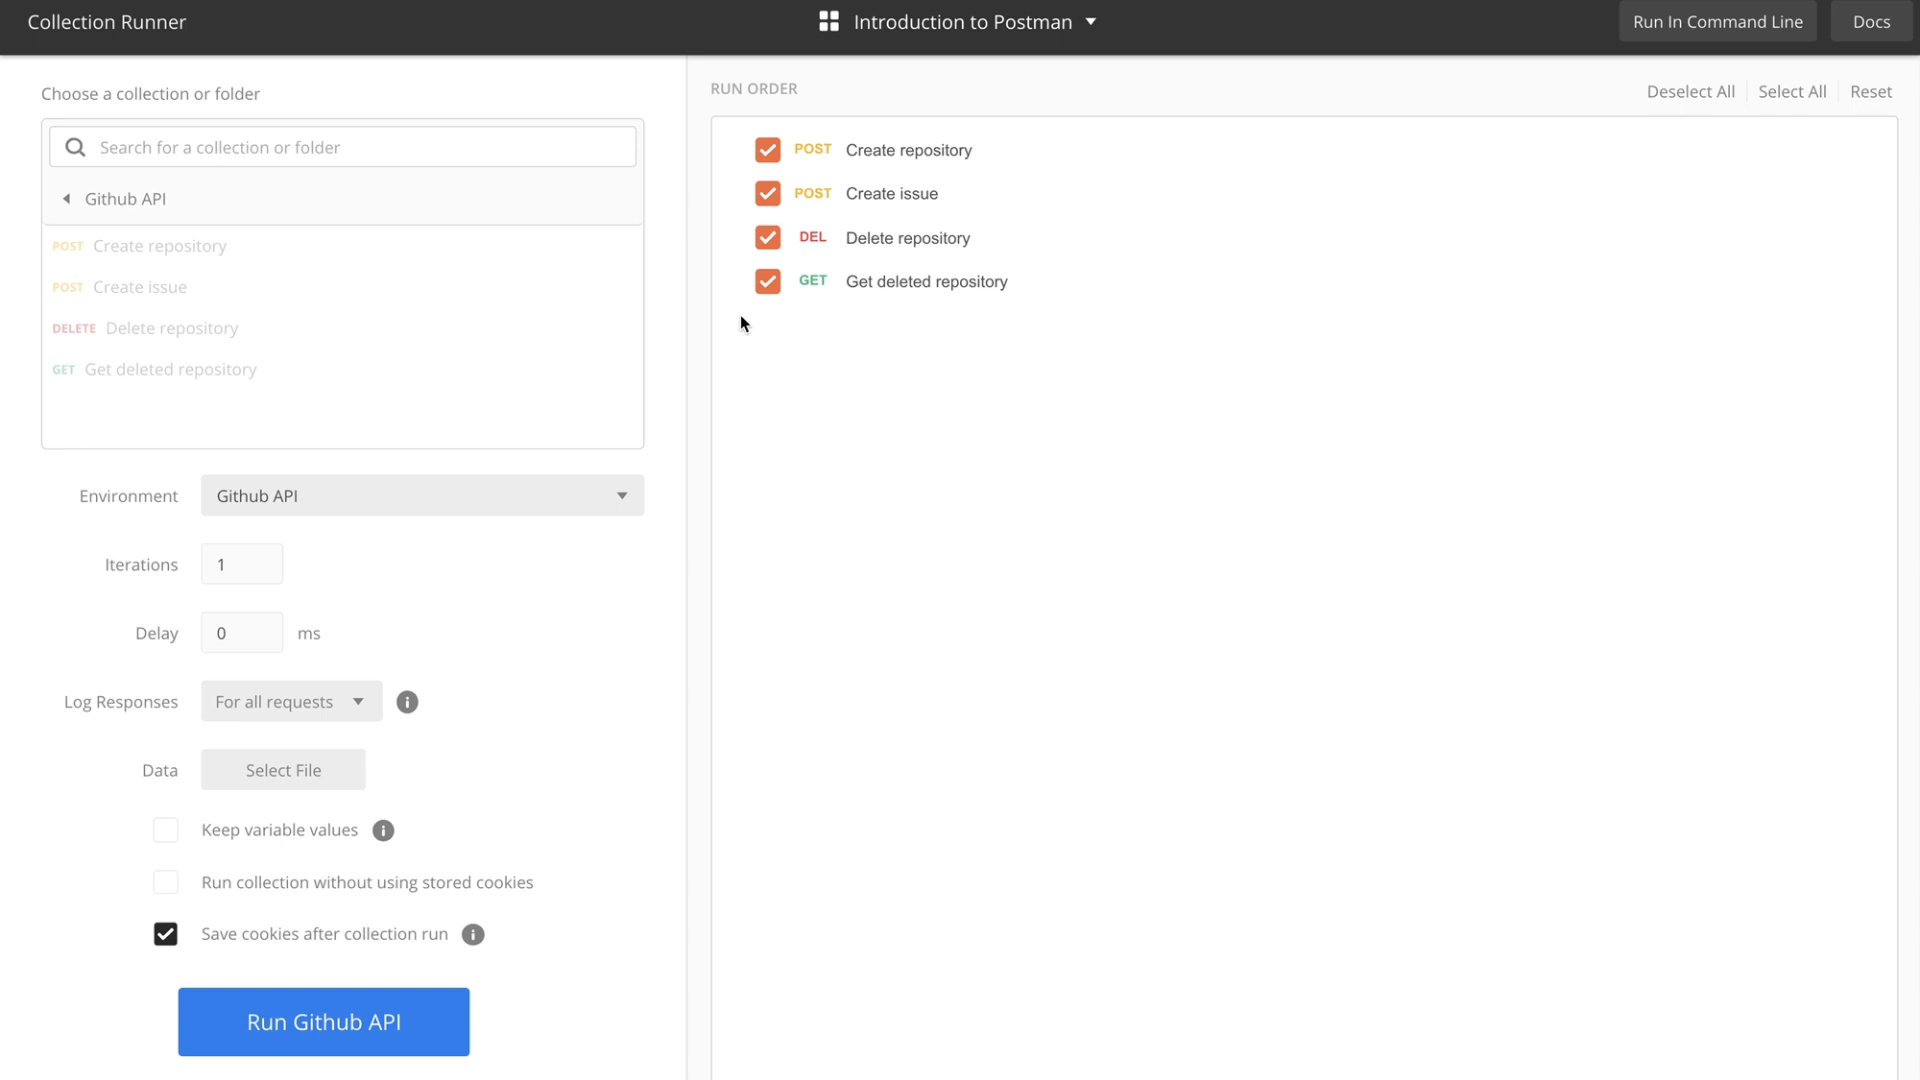 Collection Runner
Introduction to Postman
Run In Command Line
Docs
Choose a collection or folder
Search for a collection or folder
Github API
POST Create repository
POST Create issue
DELETE Delete repository
GET Get deleted repository
Environment Github API
Iterations 1
Delay 0 ms
Log Responses For all requests
Data Select File
Keep variable values
Run collection without using stored cookies
Save cookies after collection run
Run Github API
RUN ORDER
Deselect All Select All Reset
POST Create repository
POST Create issue
DEL Delete repository
GET Get deleted repository